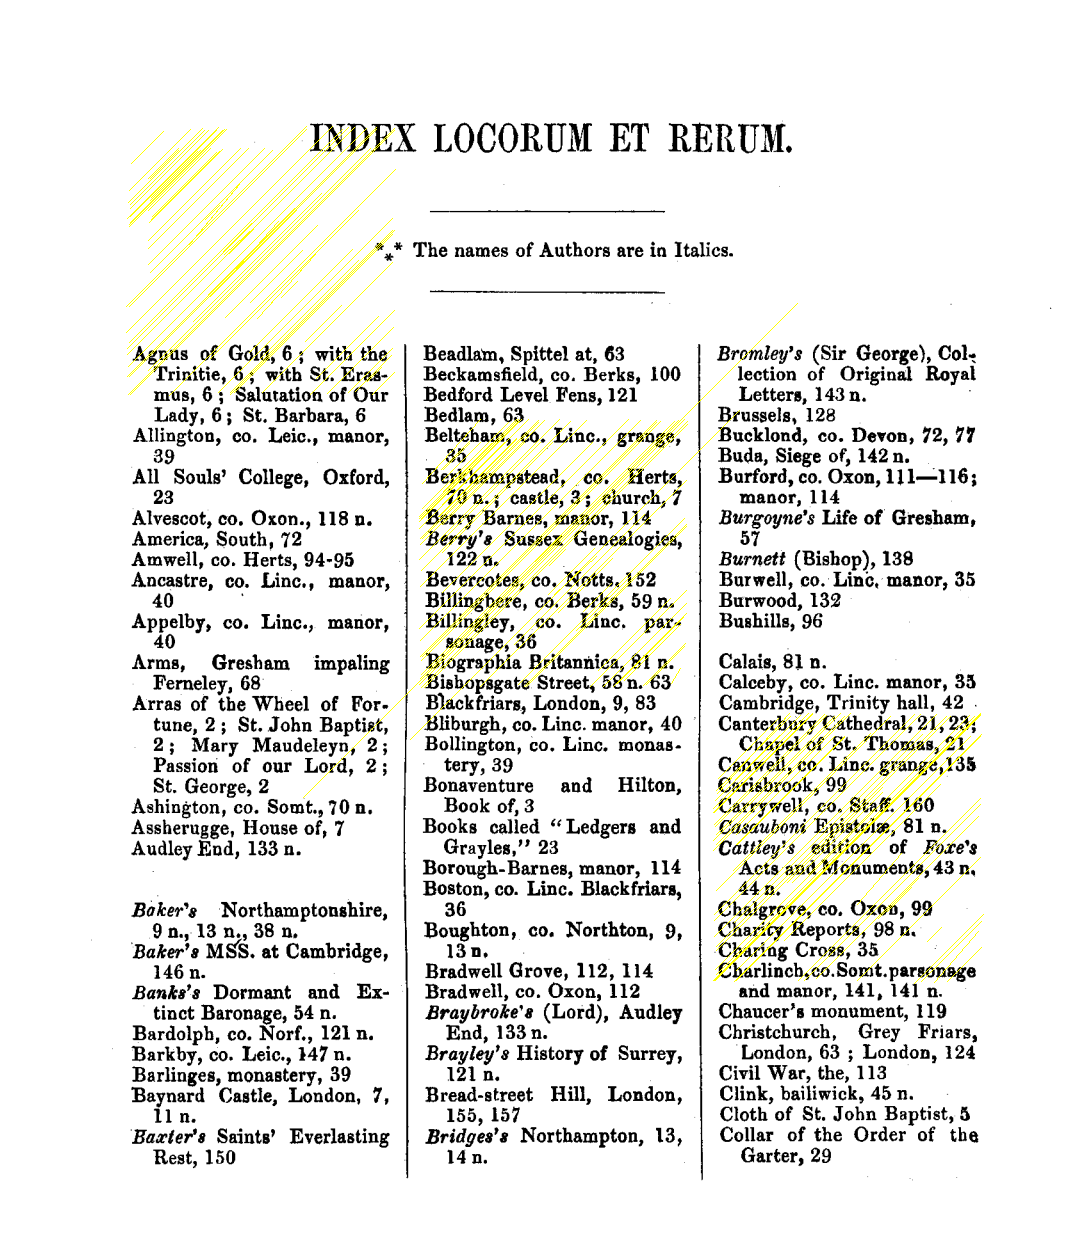 INDEX LOCORUM ET RERUM.
*** The names of Authors are in Italics.
Agnus of Gold, 6; with the
Trinitie, 6; with St. Eras-
mus, 6; Salutation of Our
Lady, 6; St. Barbara, 6
Allington, co. Leic., manor,
39
All Souls' College, Oxford,
23
Alvescot, co. Oxon., 118 n.
America, South, 72
Amwell, co. Herts, 94-95
Ancastre, co. Linc., manor,
40
Appelby, co. Linc., manor,
40
Arms, Gresham impaling
Ferneley, 68
Arras of the Wheel of For-
tune, 2; St. John Baptist,
2; Mary Maudeleyn, 2;
Passion of our Lord, 2;
St. George, 2
Ashington, co. Somt., 70 n.
Assherugge, House of, 7
Audley End, 133 n.
Baker's Northamptonshire,
9 n., 13 n., 38 n.
Baker's MSS. at Cambridge,
146 n.
Banks's Dormant and Ex-
tinct Baronage, 54 n.
Bardolph, co. Norf., 121 n.
Barkby, co. Leic., 147 n.
Barlinges, monastery, 39
Baynard Castle, London, 7,
11 n.
Baxter's Saints' Everlasting
Rest, 150
Beadlam, Spittel at, 63
Beckamsfield, co. Berks, 100
Bedford Level Fens, 121
Bedlam, 63
Belteham, co. Linc., grange,
35
Berkhampstead, co. Herts,
70 n.; castle, 3; church, 7
Berry Barnes, manor, 114
Berry's Sussex Genealogies,
122 n.
Bevercotes, co. Notts, 152
Billingbere, co. Berks, 59 n.
Billingley, co. Linc. par-
sonage, 36
Biographia Britannica, 81 n.
Bishopsgate Street, 58 n. 63
Blackfriars, London, 9, 83
Bliburgh, co. Linc. manor, 40
Bollington, co. Linc. monas-
tery, 39
Bonaventure and Hilton,
Book of, 3
Books called "Ledgers and
Grayles," 23
Borough-Barnes, manor, 114
Boston, co. Linc. Blackfriars,
36
Boughton, co. Northton, 9,
13 n.
Bradwell Grove, 112, 114
Bradwell, co. Oxon, 112
Braybroke's (Lord), Audley
End, 133 n.
Brayley's History of Surrey,
121 n.
Bread-street Hill, London,
155, 157
Bridges's Northampton, 13,
14 n.
Bromley's (Sir George), Col-
lection of Original Royal
Letters, 143 n.
Brussels, 128
Bucklond, co. Devon, 72, 77
Buda, Siege of, 142 n.
Burford, co. Oxon, 111—116;
manor, 114
Burgoyne's Life of Gresham,
57
Burnett (Bishop), 138
Burwell, co. Linc. manor, 35
Burwood, 132
Bushills, 96
Calais, 81 n.
Calceby, co. Linc. manor, 35
Cambridge, Trinity hall, 42
Canterbury Cathedral, 21, 23;
Chapel of St. Thomas, 21
Canwell, co. Linc. grange, 135
Carisbrook, 99
Carrywell, co. Staff. 160
Casauboni Epistolæ, 81 n.
Cattley's edition of Foxe's
Acts and Monuments, 43 n.
44 n.
Chalgrove, co. Oxon, 99
Charity Reports, 98 n.
Charing Cross, 35
Charlinch, co. Somt. parsonage
and manor, 141, 141 n.
Chaucer's monument, 119
Christchurch, Grey Friars,
London, 63 ; London, 124
Civil War, the, 113
Clink, bailiwick, 45 n.
Cloth of St. John Baptist, 5
Collar of the Order of the
Garter, 29